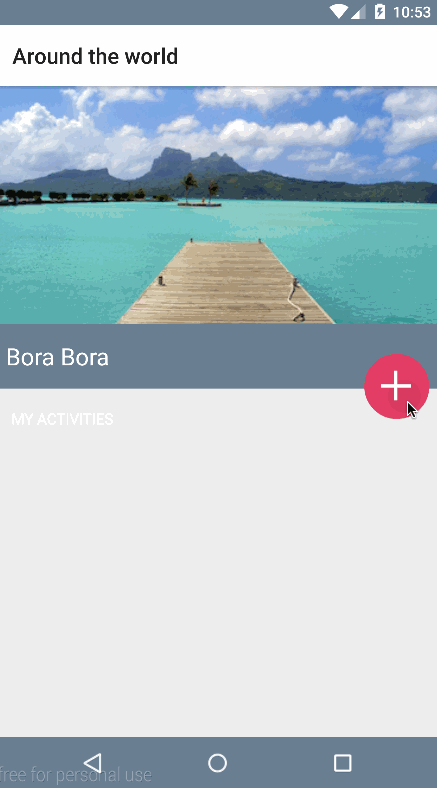 10:53
Around the world
Bora Bora
MY ACTIVITIES
free for personal use